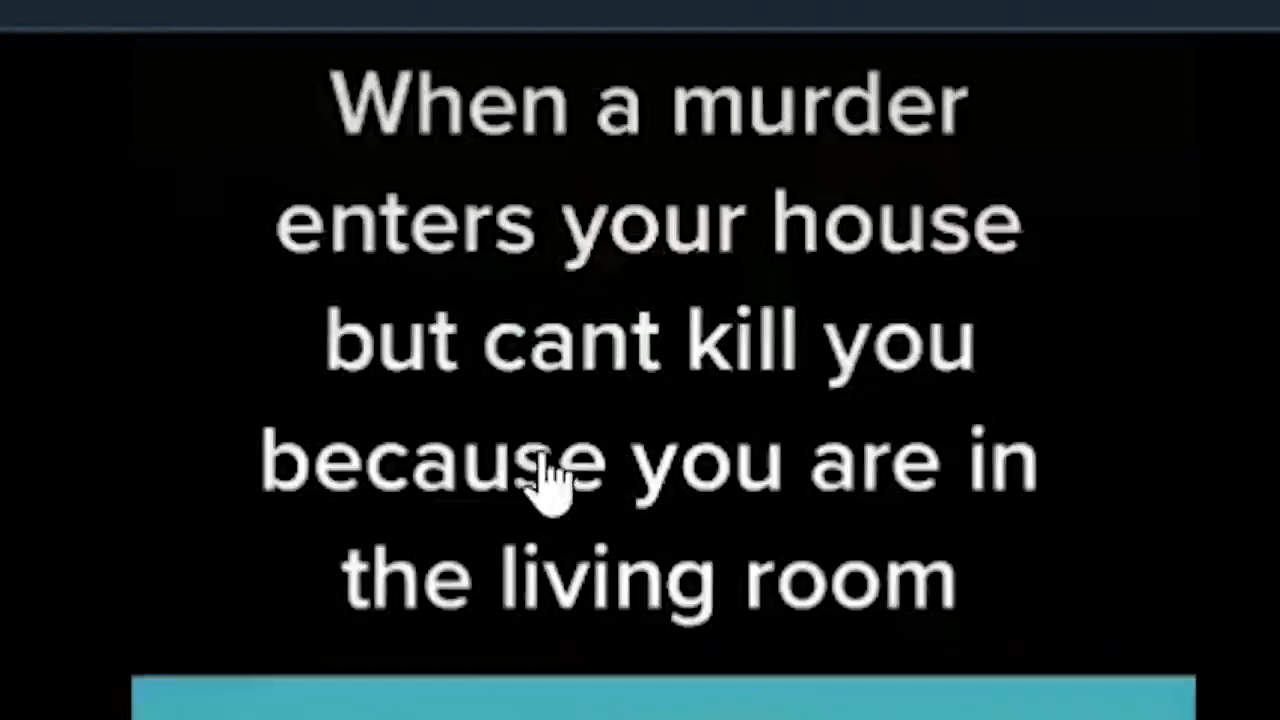 When a murder
enters your house
but cant kill you
because you are in
the living room